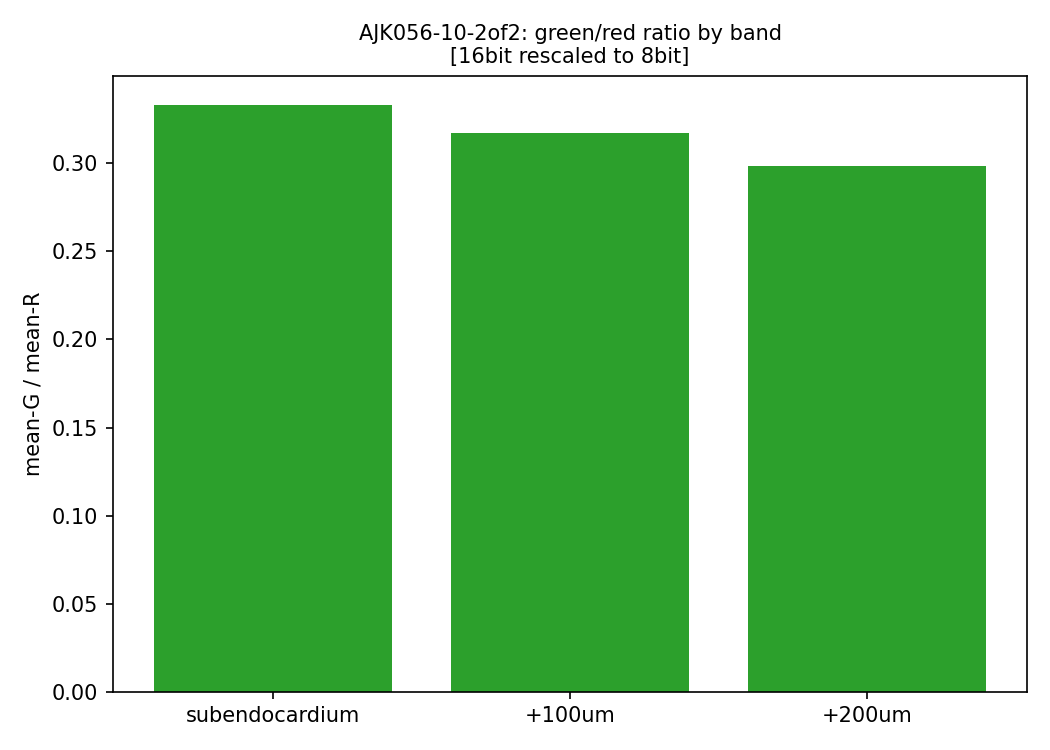 AJK056-10-2of2: green/red ratio by band
[16bit rescaled to 8bit]
mean-G / mean-R
0.30
0.25
0.20
0.15
0.10
0.05
0.00
subendocardium
+100um
+200um